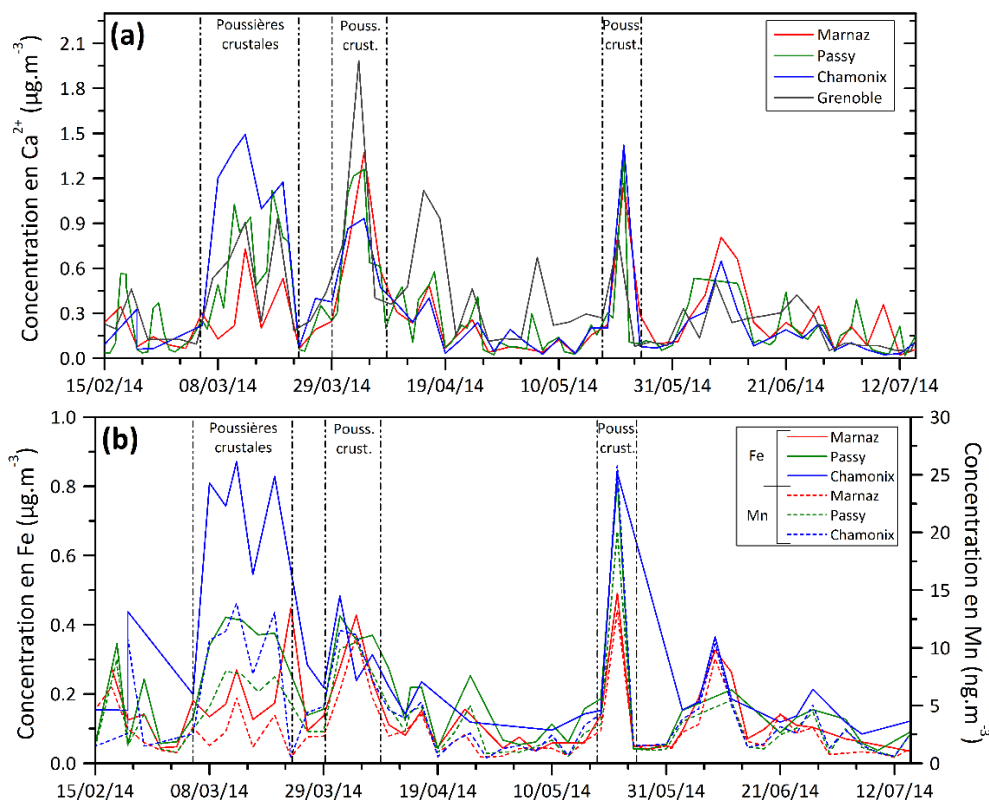 (a)
Poussières
crustales
Pouss.
crust.
Pouss
crust.
Marnaz
Passy
Chamonix
Grenoble
Concentration en Ca²⁺ (µg.m⁻³)
2.1
1.8
1.5
1.2
0.9
0.6
0.3
0.0
15/02/14 08/03/14 29/03/14 19/04/14 10/05/14 31/05/14 21/06/14 12/07/14
(b)
Poussières
crustales
Pouss.
crust.
Pouss
crust.
Fe
Marnaz
Passy
Chamonix
Mn
Marnaz
Passy
Chamonix
Concentration en Fe (µg.m⁻³)
1.0
0.8
0.6
0.4
0.2
0.0
Concentration en Mn (ng.m⁻³)
30
25
20
15
10
5
0
15/02/14 08/03/14 29/03/14 19/04/14 10/05/14 31/05/14 21/06/14 12/07/14